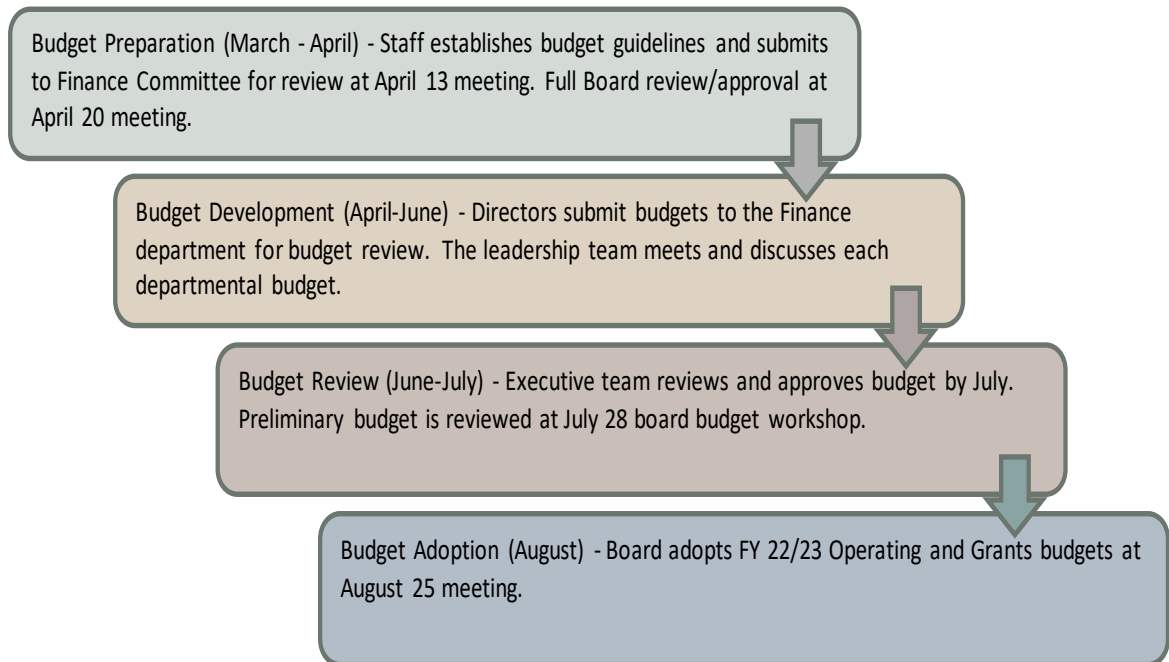 Budget Preparation (March - April) - Staff establishes budget guidelines and submits
to Finance Committee for review at April 13 meeting. Full Board review/approval at
April 20 meeting.
Budget Development (April-June) - Directors submit budgets to the Finance
department for budget review. The leadership team meets and discusses each
departmental budget.
Budget Review (June-July) - Executive team reviews and approves budget by July.
Preliminary budget is reviewed at July 28 board budget workshop.
Budget Adoption (August) - Board adopts FY 22/23 Operating and Grants budgets at
August 25 meeting.